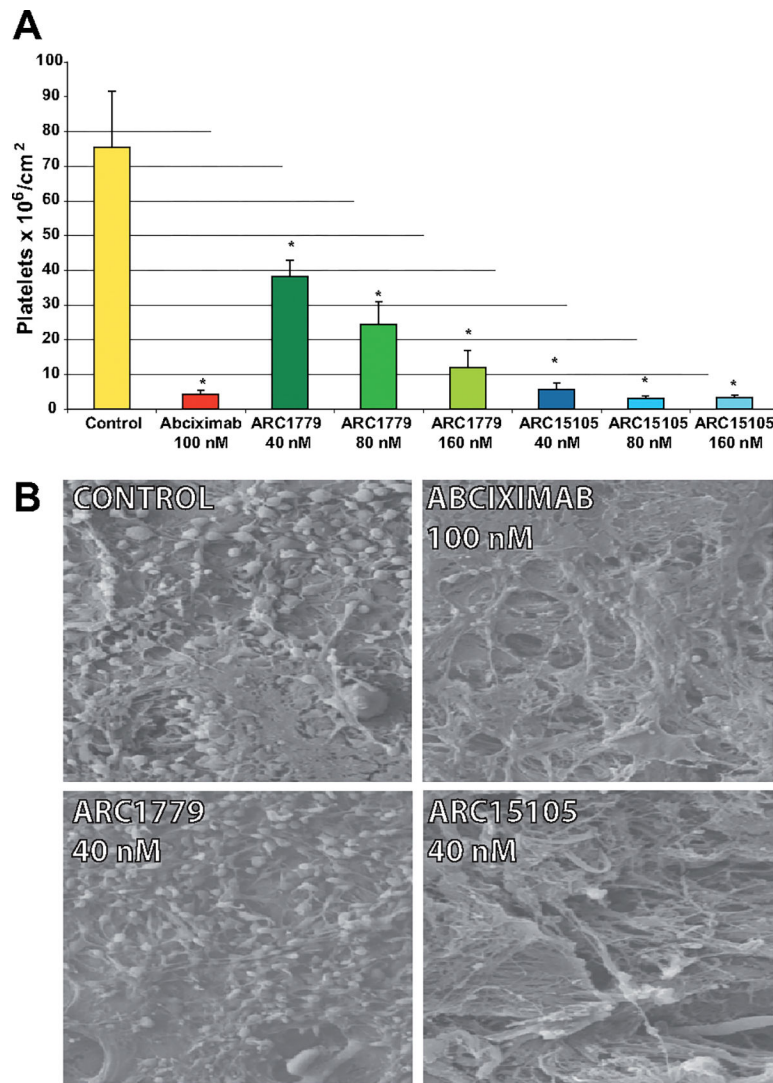 A
Platelets x 10⁶/cm²
100
90
80
70
60
50
40
30
20
10
0
*
*
*
*
*
*
*
Control
Abciximab
100 nM
ARC1779
40 nM
ARC1779
80 nM
ARC1779
160 nM
ARC15105
40 nM
ARC15105
80 nM
ARC15105
160 nM
B
CONTROL
ABCIXIMAB
100 nM
ARC1779
40 nM
ARC15105
40 nM